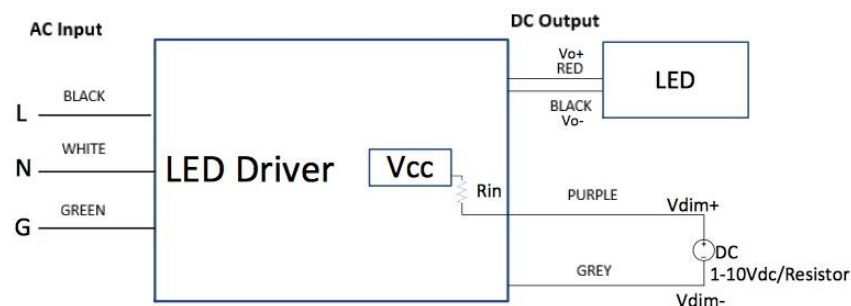 AC Input
DC Output
L
BLACK
N
WHITE
G
GREEN
LED Driver
Vcc
Rin
Vo+
RED
BLACK
Vo-
LED
PURPLE
Vdim+
DC
1-10Vdc/Resistor
GREY
Vdim-